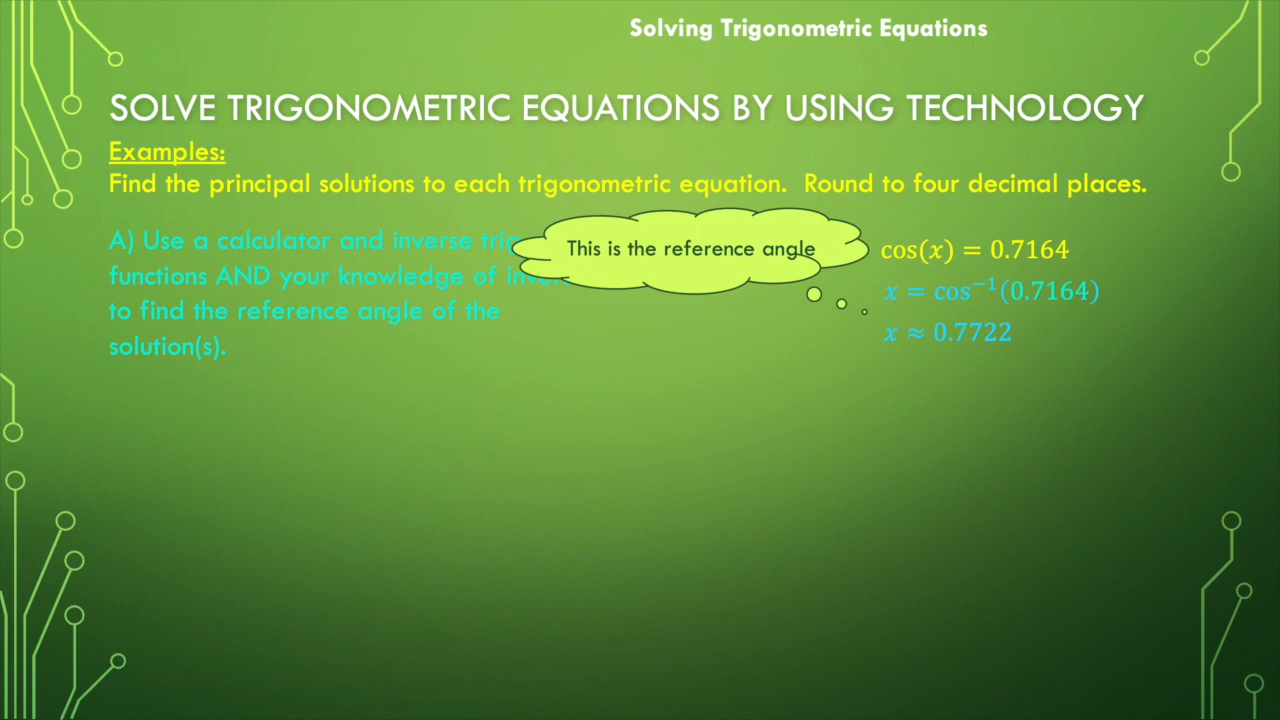 Solving Trigonometric Equations
SOLVE TRIGONOMETRIC EQUATIONS BY USING TECHNOLOGY
Examples:
Find the principal solutions to each trigonometric equation. Round to four decimal places.
A) Use a calculator and inverse trig
functions AND your knowledge of
to find the reference angle of the
solution(s).
This is the reference angle
cos(x) = 0.7164
x = cos⁻¹(0.7164)
x ≈ 0.7722